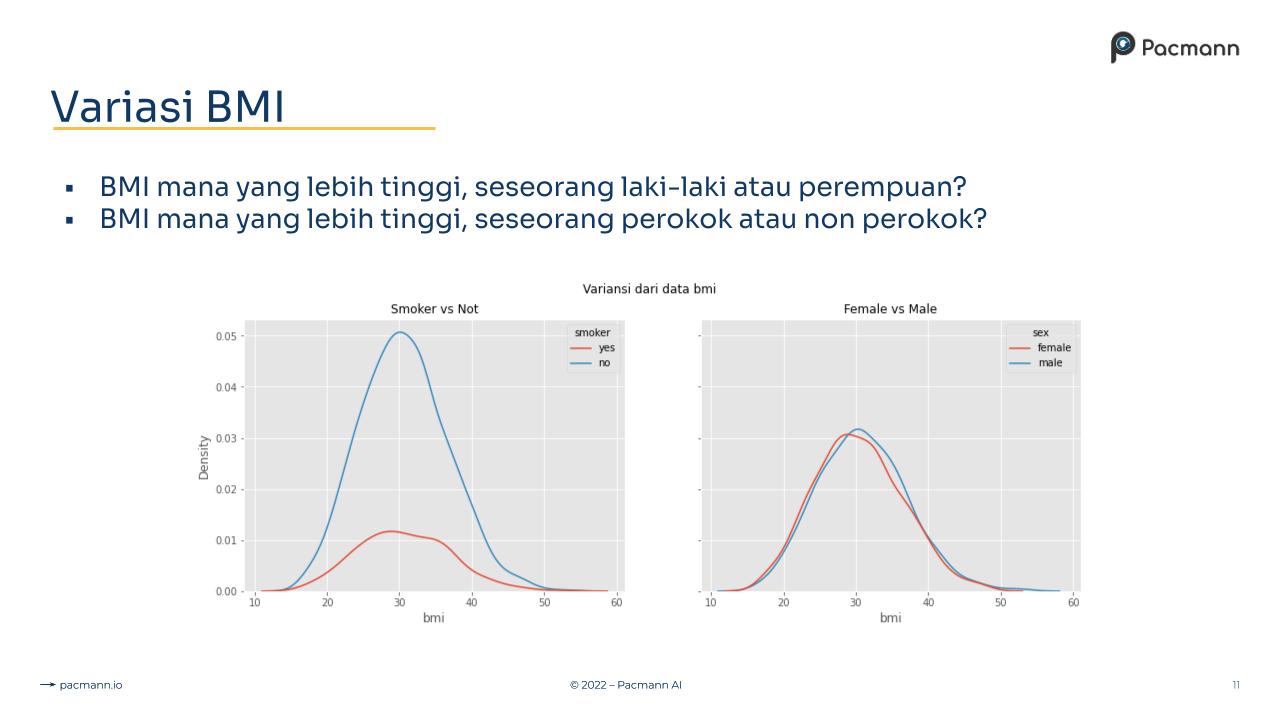 Pacmann
Variasi BMI
▪ BMI mana yang lebih tinggi, seseorang laki-laki atau perempuan?
▪ BMI mana yang lebih tinggi, seseorang perokok atau non perokok?
Variansi dari data bmi
Smoker vs Not
smoker
yes
no
0.05
0.04
0.03
0.02
0.01
0.00
Density
10 20 30 40 50 60
bmi
Female vs Male
sex
female
male
10 20 30 40 50 60
bmi
pacmann.io
© 2022 – Pacmann AI
11